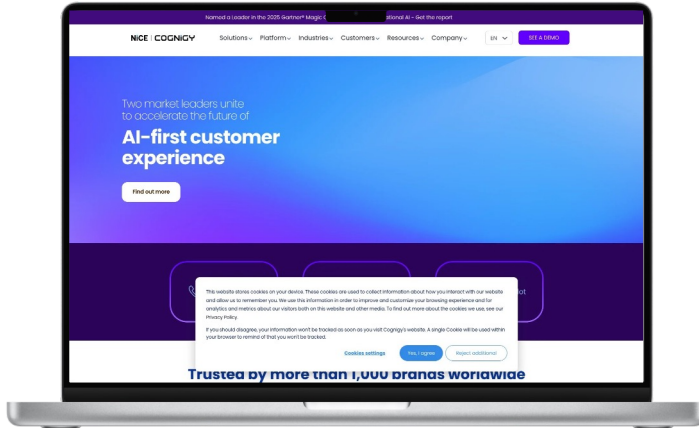 Named a Leader in the 2025 Gartner® Magic ational AI - Get the report
NiCE | COGNIGY Solutions Platform Industries Customers Resources Company EN SEE A DEMO
Two market leaders unite
to accelerate the future of
AI-first customer
experience
Find out more
This website stores cookies on your device. These cookies are used to collect information about how you interact with our website
and allow us to remember you. We use this information in order to improve and customize your browsing experience and for
analytics and metrics about our visitors both on this website and other media. To find out more about the cookies we use, see our
Privacy Policy.
If you should disagree, your information won't be tracked as soon as you visit Cognigy's website. A single Cookie will be used within
your browser to remind of that you won't be tracked.
Cookies settings Yes, I agree Reject additional
Trusted by more than 1,000 brands worldwide